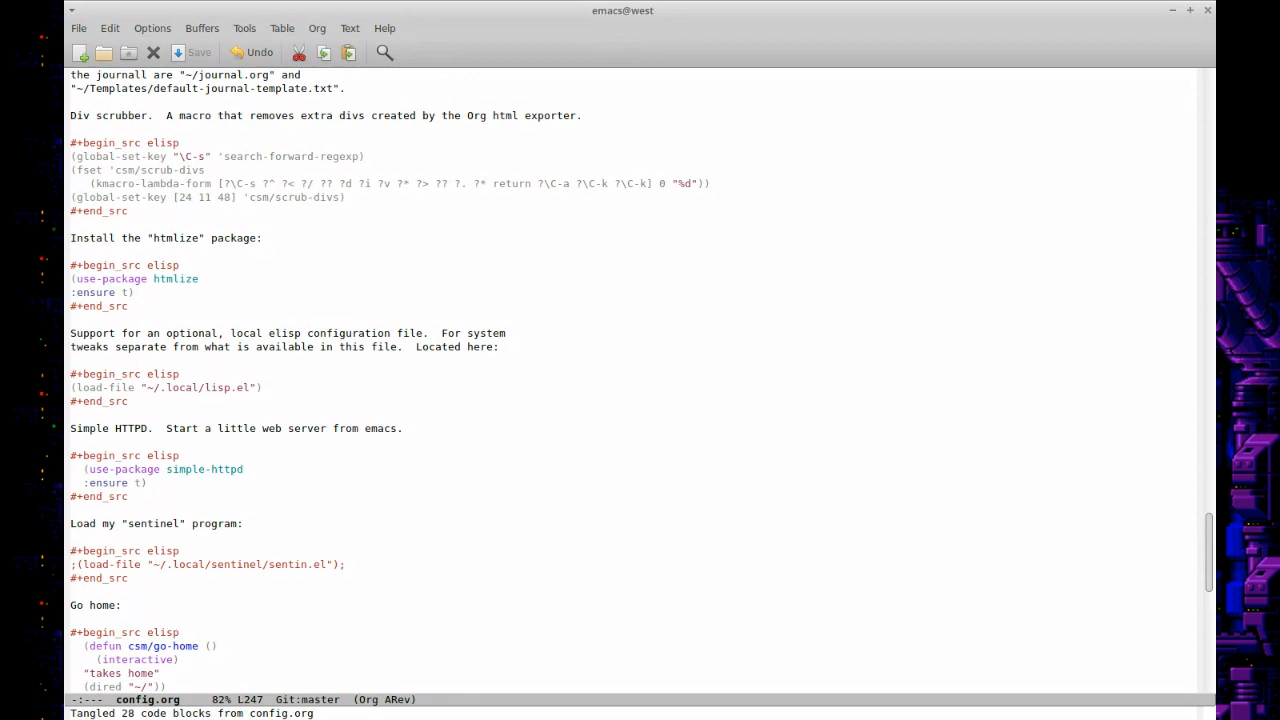 emacs@west
File Edit Options Buffers Tools Table Org Text Help
Save Undo
the journall are "~/journal.org" and
"~/Templates/default-journal-template.txt".
Div scrubber.  A macro that removes extra divs created by the Org html exporter.
#+begin_src elisp
(global-set-key "\C-s" 'search-forward-regexp)
(fset 'csm/scrub-divs
   (kmacro-lambda-form [?\C-s ?^ ?< ?/ ?? ?d ?i ?v ?* ?> ?? ?. ?* return ?\C-a ?\C-k ?\C-k] 0 "%d"))
(global-set-key [24 11 48] 'csm/scrub-divs)
#+end_src
Install the "htmlize" package:
#+begin_src elisp
(use-package htmlize
:ensure t)
#+end_src
Support for an optional, local elisp configuration file.  For system
tweaks separate from what is available in this file.  Located here:
#+begin_src elisp
(load-file "~/.local/lisp.el")
#+end_src
Simple HTTPD.  Start a little web server from emacs.
#+begin_src elisp
  (use-package simple-httpd
  :ensure t)
#+end_src
Load my "sentinel" program:
#+begin_src elisp
;(load-file "~/.local/sentinel/sentin.el");
#+end_src
Go home:
#+begin_src elisp
  (defun csm/go-home ()
    (interactive)
  "takes home"
  (dired "~/"))
-:---  config.org     82% L247  Git:master  (Org ARev)
Tangled 28 code blocks from config.org